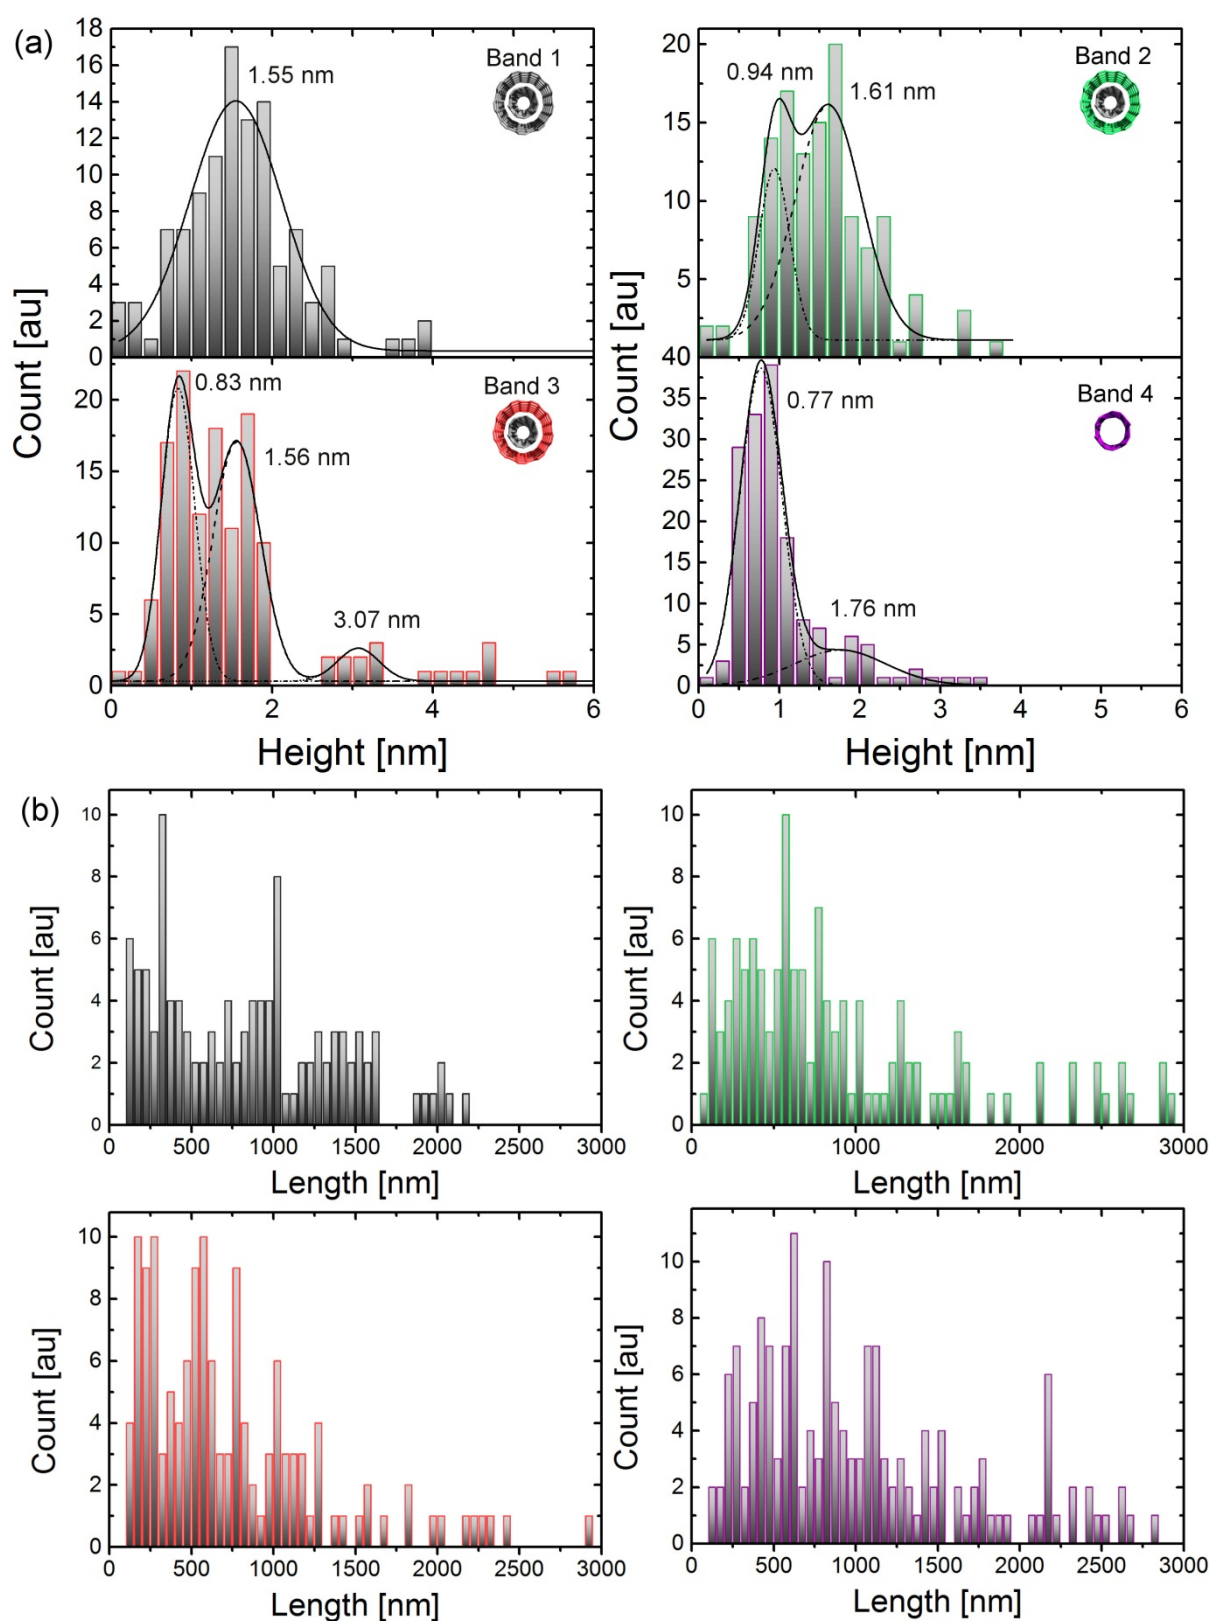 (a)
18
16
14
12
10
8
6
4
2
0
Count [au]
1.55 nm
Band 1
20
15
10
5
40
Count [au]
0.94 nm
1.61 nm
Band 2
20
15
10
5
0
0.83 nm
1.56 nm
3.07 nm
Band 3
0 2 4 6
Height [nm]
35
30
25
20
15
10
5
0
0.77 nm
1.76 nm
Band 4
0 1 2 3 4 5 6
Height [nm]
(b)
10
8
6
4
2
0
Count [au]
0 500 1000 1500 2000 2500 3000
Length [nm]
10
8
6
4
2
0
Count [au]
0 500 1000 1500 2000 2500 3000
Length [nm]
10
8
6
4
2
0
Count [au]
0 500 1000 1500 2000 2500 3000
Length [nm]
10
8
6
4
2
0
Count [au]
0 500 1000 1500 2000 2500 3000
Length [nm]